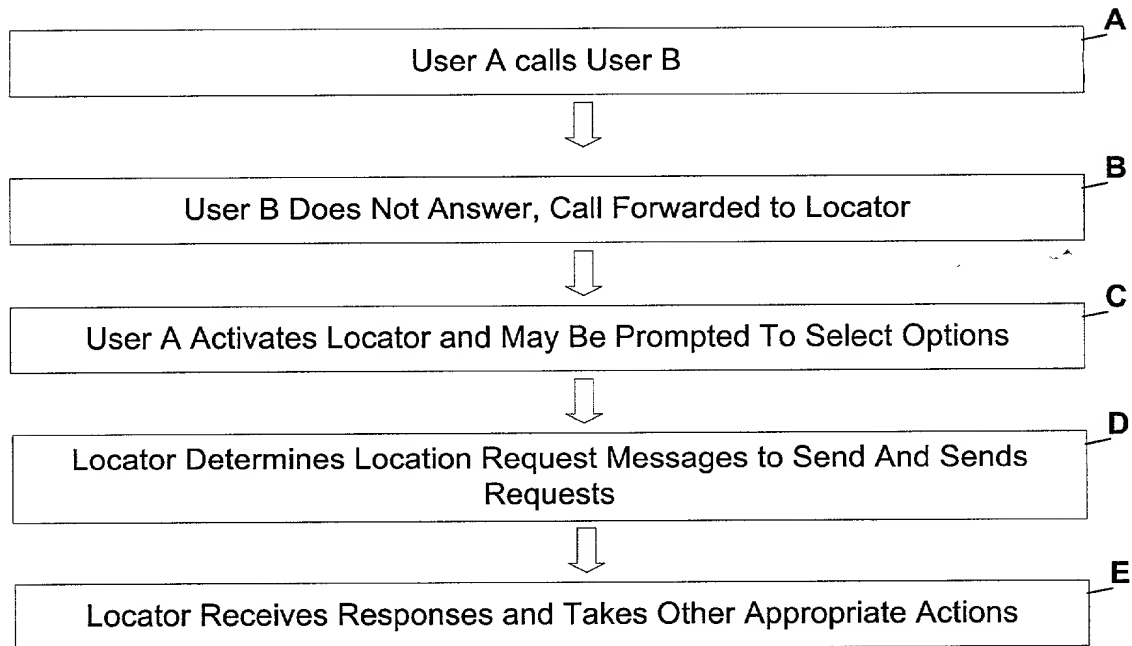 A
User A calls User B
B
User B Does Not Answer, Call Forwarded to Locator
C
User A Activates Locator and May Be Prompted To Select Options
D
Locator Determines Location Request Messages to Send And Sends
Requests
E
Locator Receives Responses and Takes Other Appropriate Actions